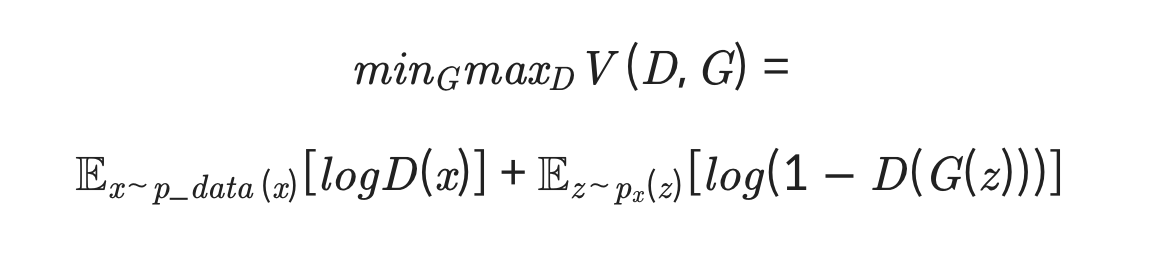 min_G max_D V(D, G) =
𝔼_{x~p_data(x)}[logD(x)] + 𝔼_{z~p_x(z)}[log(1 − D(G(z)))]